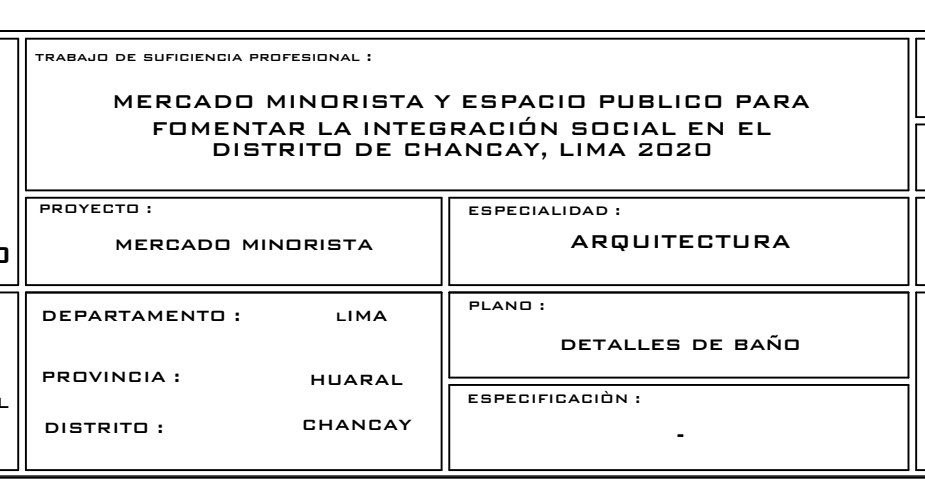 TRABAJO DE SUFICIENCIA PROFESIONAL :
MERCADO MINORISTA Y ESPACIO PUBLICO PARA
FOMENTAR LA INTEGRACIÓN SOCIAL EN EL
DISTRITO DE CHANCAY, LIMA 2020
PROYECTO :
MERCADO MINORISTA
ESPECIALIDAD :
ARQUITECTURA
DEPARTAMENTO : LIMA
PROVINCIA : HUARAL
DISTRITO : CHANCAY
PLANO :
DETALLES DE BAÑO
ESPECIFICACIÒN :
-